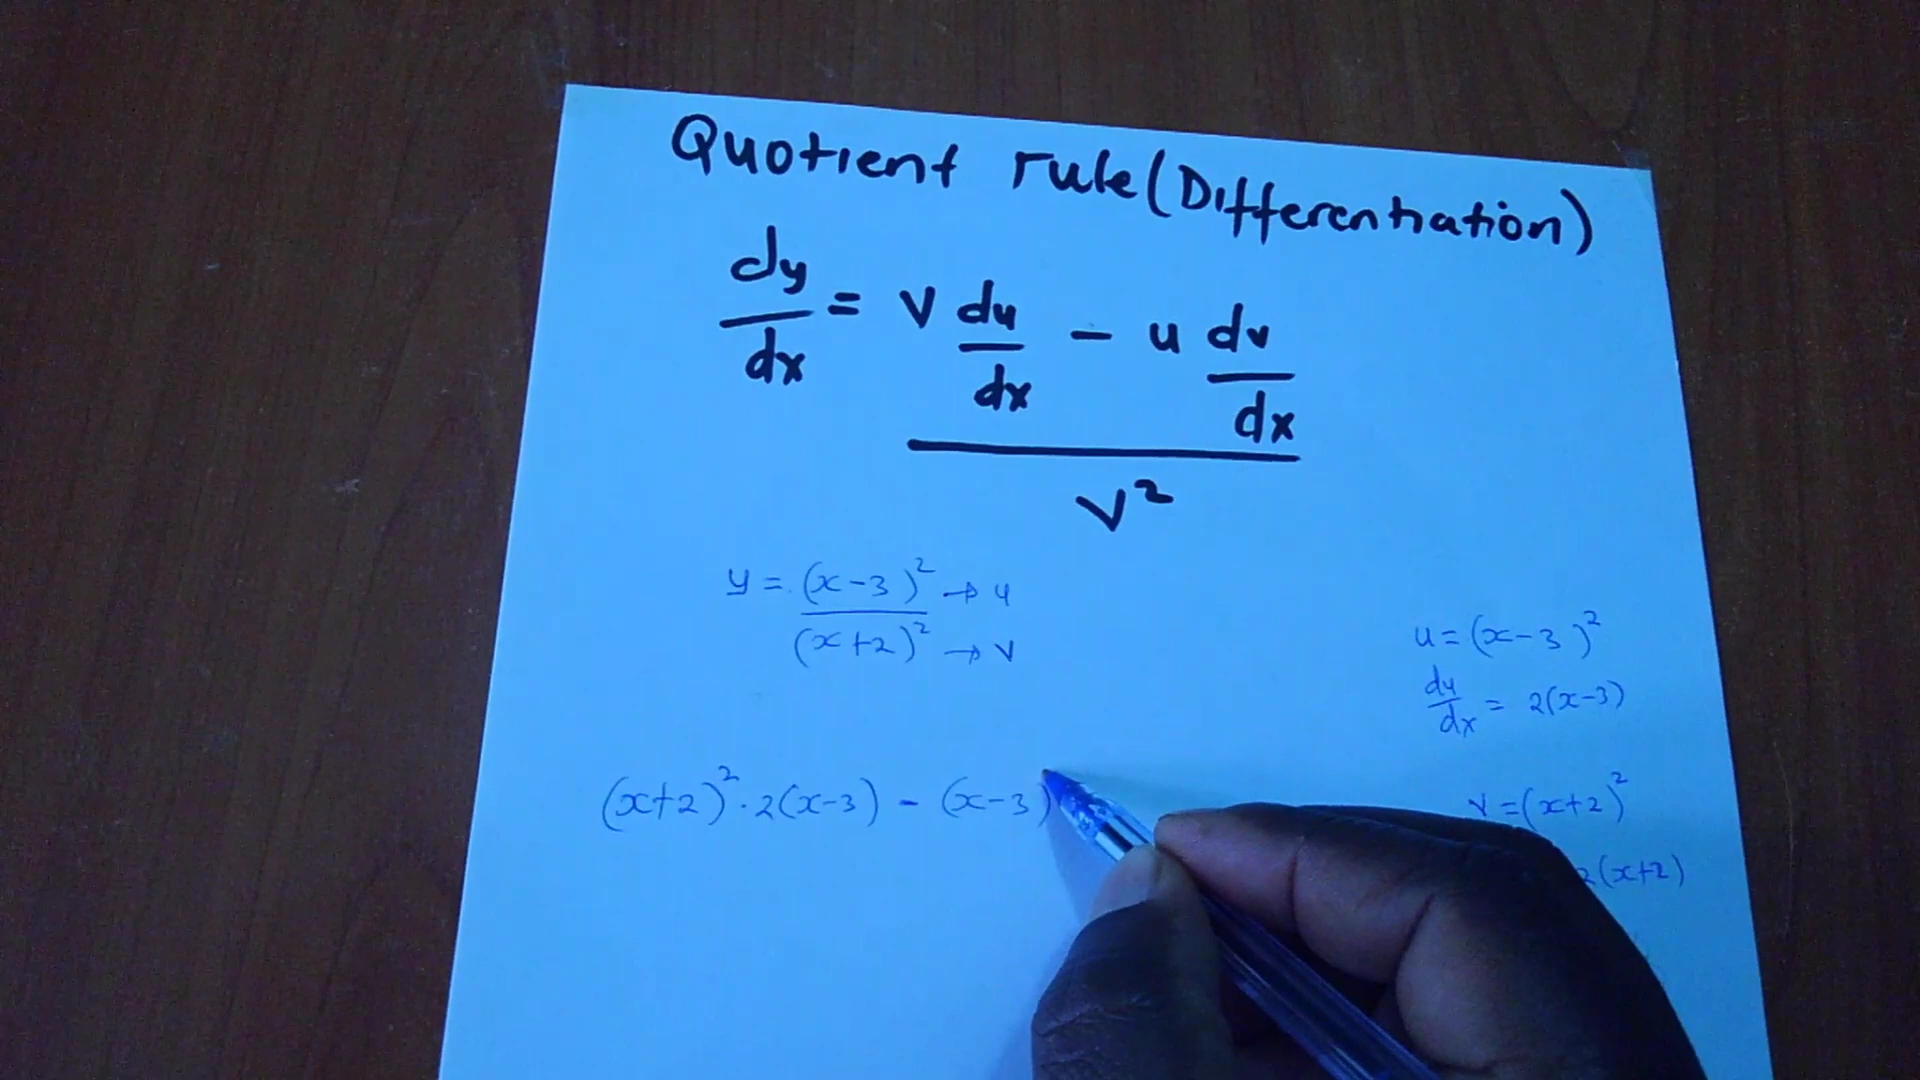 Quotient rule (Differentiation)
dy/dx = v du/dx - u dv/dx
v²
y = (x-3)² → u
(x+2)² → v
u = (x-3)²
du/dx = 2(x-3)
(x+2)² · 2(x-3) - (x-3)
v = (x+2)²
2(x+2)